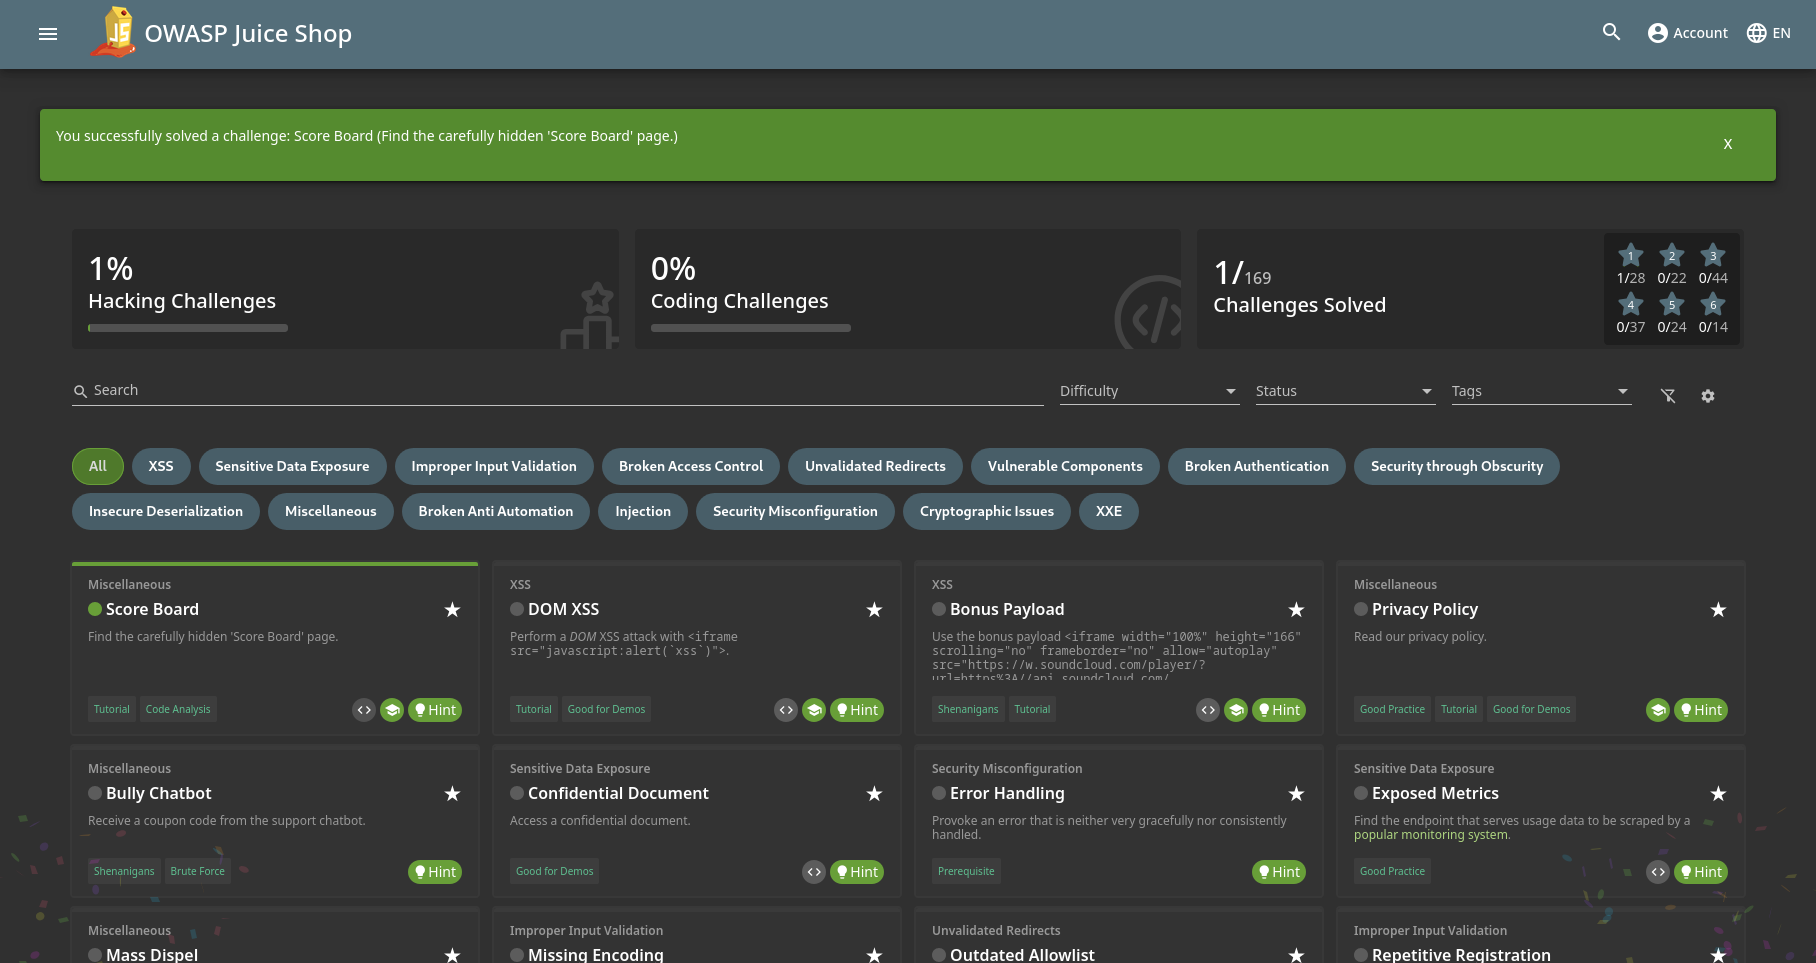 OWASP Juice Shop
Account
EN
You successfully solved a challenge: Score Board (Find the carefully hidden 'Score Board' page.)
X
1%
Hacking Challenges
0%
Coding Challenges
1/169
Challenges Solved
1 2 3
1/28 0/22 0/44
4 5 6
0/37 0/24 0/14
Search
Difficulty
Status
Tags
All XSS Sensitive Data Exposure Improper Input Validation Broken Access Control Unvalidated Redirects Vulnerable Components Broken Authentication Security through Obscurity
Insecure Deserialization Miscellaneous Broken Anti Automation Injection Security Misconfiguration Cryptographic Issues XXE
Miscellaneous
Score Board
Find the carefully hidden 'Score Board' page.
Tutorial Code Analysis
Hint
XSS
DOM XSS
Perform a DOM XSS attack with <iframe
src="javascript:alert(`xss`)">.
Tutorial Good for Demos
Hint
XSS
Bonus Payload
Use the bonus payload <iframe width="100%" height="166"
scrolling="no" frameborder="no" allow="autoplay"
src="https://w.soundcloud.com/player/?
url=https%3A//api.soundcloud.com/
Shenanigans Tutorial
Hint
Miscellaneous
Privacy Policy
Read our privacy policy.
Good Practice Tutorial Good for Demos
Hint
Miscellaneous
Bully Chatbot
Receive a coupon code from the support chatbot.
Shenanigans Brute Force
Hint
Sensitive Data Exposure
Confidential Document
Access a confidential document.
Good for Demos
Hint
Security Misconfiguration
Error Handling
Provoke an error that is neither very gracefully nor consistently
handled.
Prerequisite
Hint
Sensitive Data Exposure
Exposed Metrics
Find the endpoint that serves usage data to be scraped by a
popular monitoring system.
Good Practice
Hint
Miscellaneous
Mass Dispel
Improper Input Validation
Missing Encoding
Unvalidated Redirects
Outdated Allowlist
Improper Input Validation
Repetitive Registration